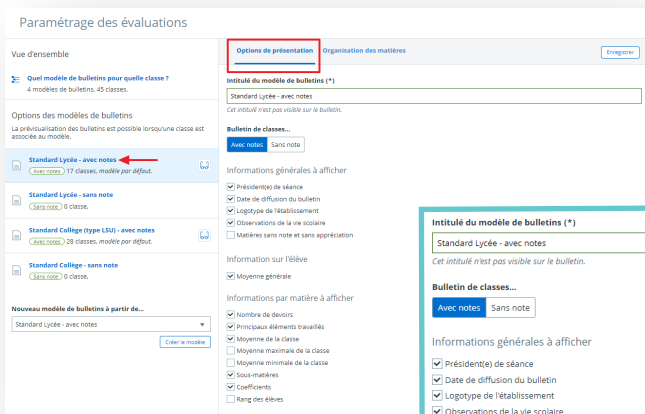 Paramétrage des évaluations
Vue d'ensemble
Quel modèle de bulletins pour quelle classe ?
4 modèles de bulletins, 45 classes.
Options des modèles de bulletins
La prévisualisation des bulletins est possible lorsqu'une classe est
associée au modèle.
Standard Lycée - avec notes
Avec notes 17 classes, modèle par défaut.
Standard Lycée - sans note
Sans note 0 classe.
Standard Collège (type LSU) - avec notes
Avec notes 28 classes, modèle par défaut.
Standard Collège - sans note
Sans note 0 classe.
Nouveau modèle de bulletins à partir de...
Standard Lycée - avec notes
Créer le modèle
Options de présentation Organisation des matières
Enregistrer
Intitulé du modèle de bulletins (*)
Standard Lycée - avec notes
Cet intitulé n'est pas visible sur le bulletin.
Bulletin de classes...
Avec notes Sans note
Informations générales à afficher
Président(e) de séance
Date de diffusion du bulletin
Logotype de l'établissement
Observations de la vie scolaire
Matières sans note et sans appréciation
Information sur l'élève
Moyenne générale
Informations par matière à afficher
Nombre de devoirs
Principaux éléments travaillés
Moyenne de la classe
Moyenne maximale de la classe
Moyenne minimale de la classe
Sous-matières
Coefficients
Rang des élèves
Intitulé du modèle de bulletins (*)
Standard Lycée - avec notes
Cet intitulé n'est pas visible sur le bulletin.
Bulletin de classes...
Avec notes Sans note
Informations générales à afficher
Président(e) de séance
Date de diffusion du bulletin
Logotype de l'établissement
Observations de la vie scolaire